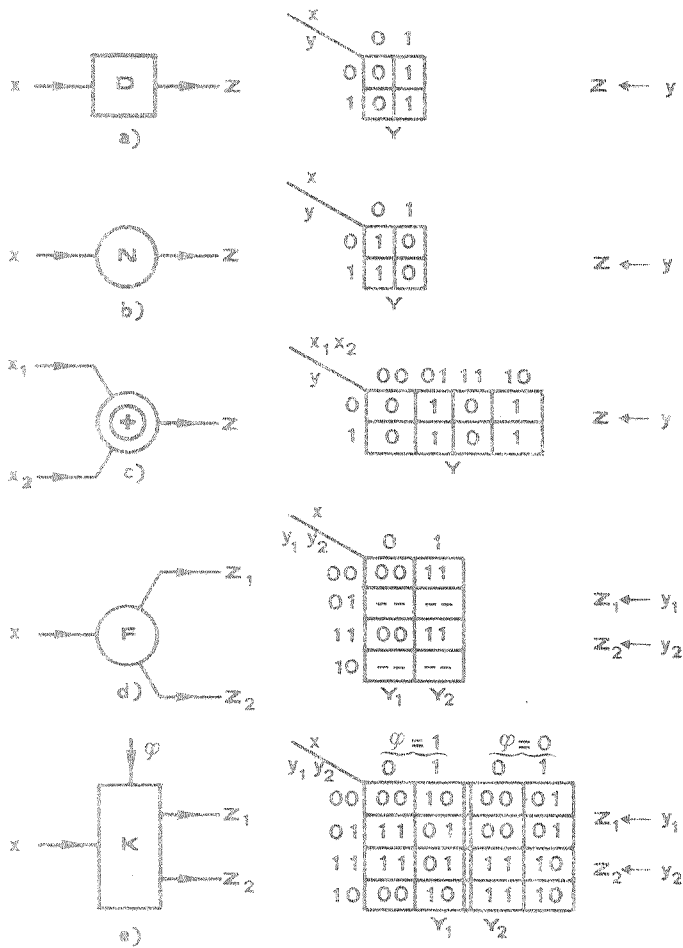 x
y 0 1
x D Z 0 0 1 Z ← y
1 0 1
a) Y
x
y 0 1
x N Z 0 1 0 Z ← y
1 1 0
b) Y
x₁ x₁x₂
y 00 01 11 10
+ Z 0 0 1 0 1 Z ← y
1 0 1 0 1
x₂ c) Y
x
y₁ y₂ 0 1
Z₁ 00 00 11
01 -- -- Z₁ ← y₁
x F 11 00 11 Z₂ ← y₂
10 -- --
d) Z₂ Y₁ Y₂
φ x φ=1 φ=0
y₁ y₂ 0 1 0 1
00 00 10 00 01
Z₁ 01 11 01 00 01 Z₁ ← y₁
x K 11 11 01 11 10 Z₂ ← y₂
Z₂ 10 00 10 11 10
Y₁ Y₂
e)